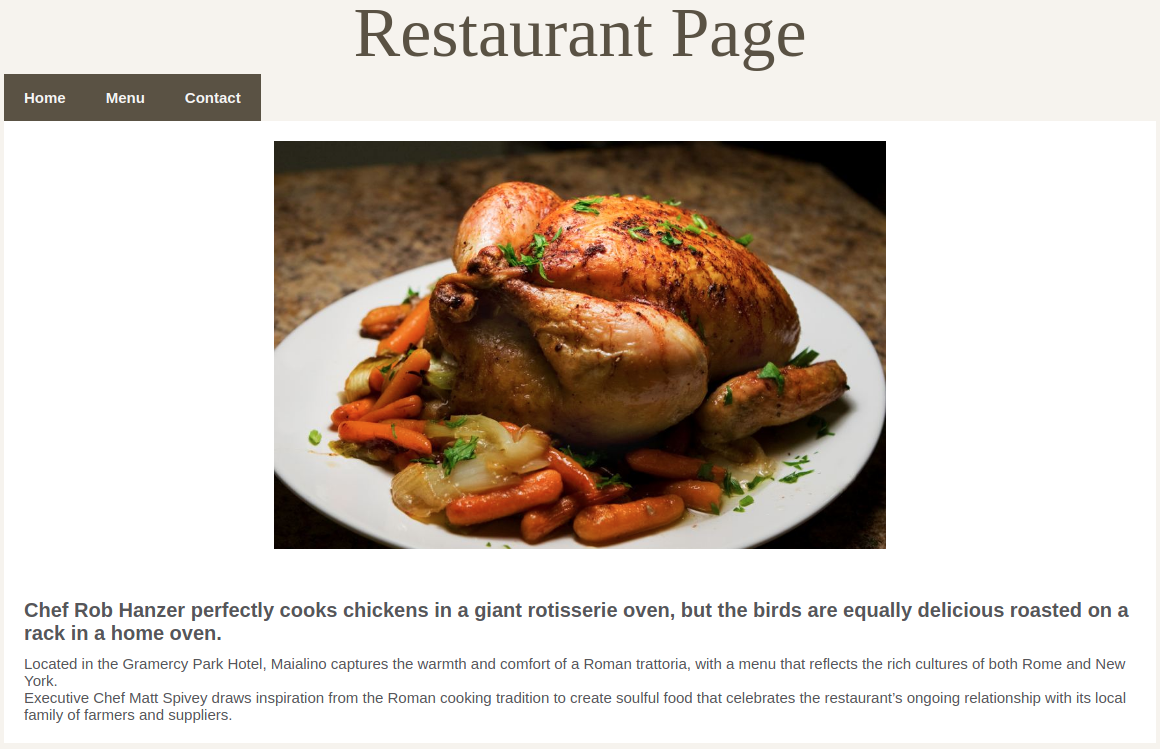 Restaurant Page
Home Menu Contact
Chef Rob Hanzer perfectly cooks chickens in a giant rotisserie oven, but the birds are equally delicious roasted on a
rack in a home oven.
Located in the Gramercy Park Hotel, Maialino captures the warmth and comfort of a Roman trattoria, with a menu that reflects the rich cultures of both Rome and New
York.
Executive Chef Matt Spivey draws inspiration from the Roman cooking tradition to create soulful food that celebrates the restaurant’s ongoing relationship with its local
family of farmers and suppliers.